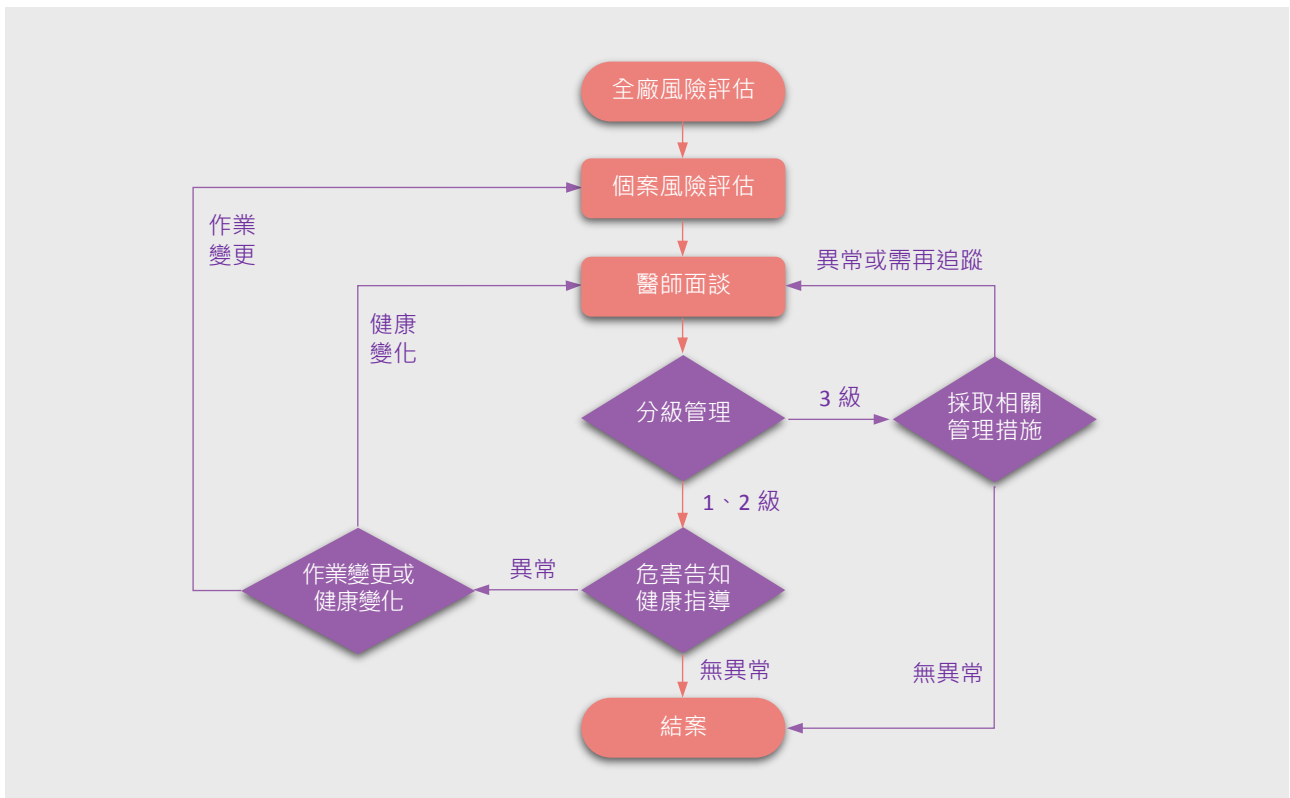 全廠風險評估
個案風險評估
作業
變更
異常或需再追蹤
醫師面談
健康
變化
3 級
分級管理
採取相關
管理措施
1、2 級
異常
作業變更或
健康變化
危害告知
健康指導
無異常
無異常
結案